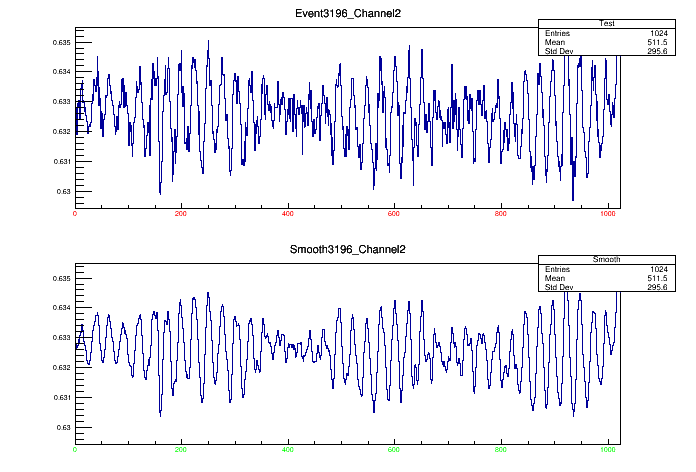 Event3196_Channel2
Test
Entries 1024
Mean 511.5
Std Dev 295.6
0.635
0.634
0.633
0.632
0.631
0.63
0 200 400 600 800 1000
Smooth3196_Channel2
Smooth
Entries 1024
Mean 511.5
Std Dev 295.6
0.635
0.634
0.633
0.632
0.631
0.63
0 200 400 600 800 1000